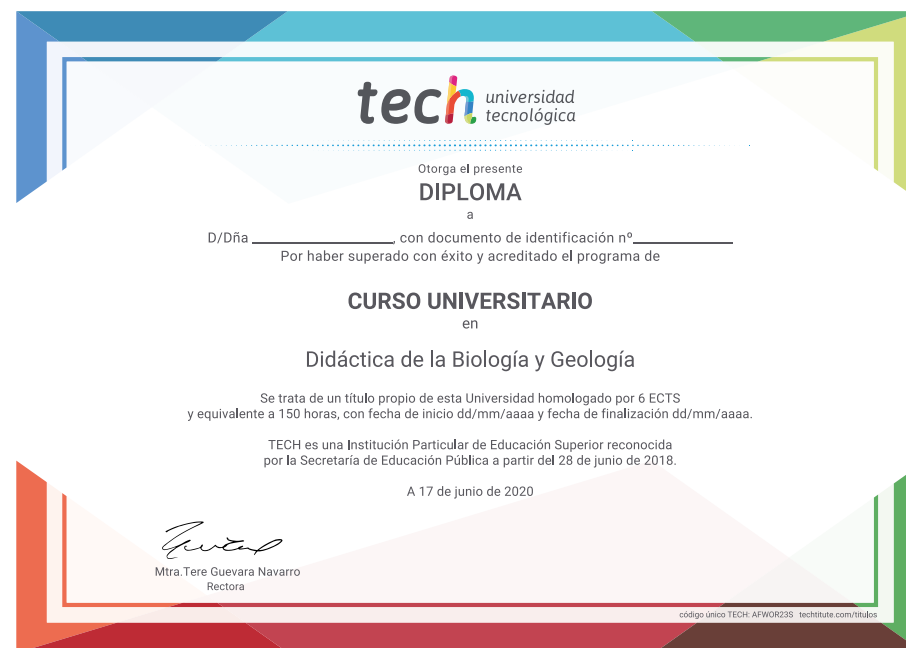 tech universidad
tecnológica
Otorga el presente
DIPLOMA
a
D/Dña ____________, con documento de identificación nº____________
Por haber superado con éxito y acreditado el programa de
CURSO UNIVERSITARIO
en
Didáctica de la Biología y Geología
Se trata de un título propio de esta Universidad homologado por 6 ECTS
y equivalente a 150 horas, con fecha de inicio dd/mm/aaaa y fecha de finalización dd/mm/aaaa.
TECH es una Institución Particular de Educación Superior reconocida
por la Secretaría de Educación Pública a partir del 28 de junio de 2018.
A 17 de junio de 2020
Mtra.Tere Guevara Navarro
Rectora
código único TECH: AFWOR23S techtitute.com/titulos